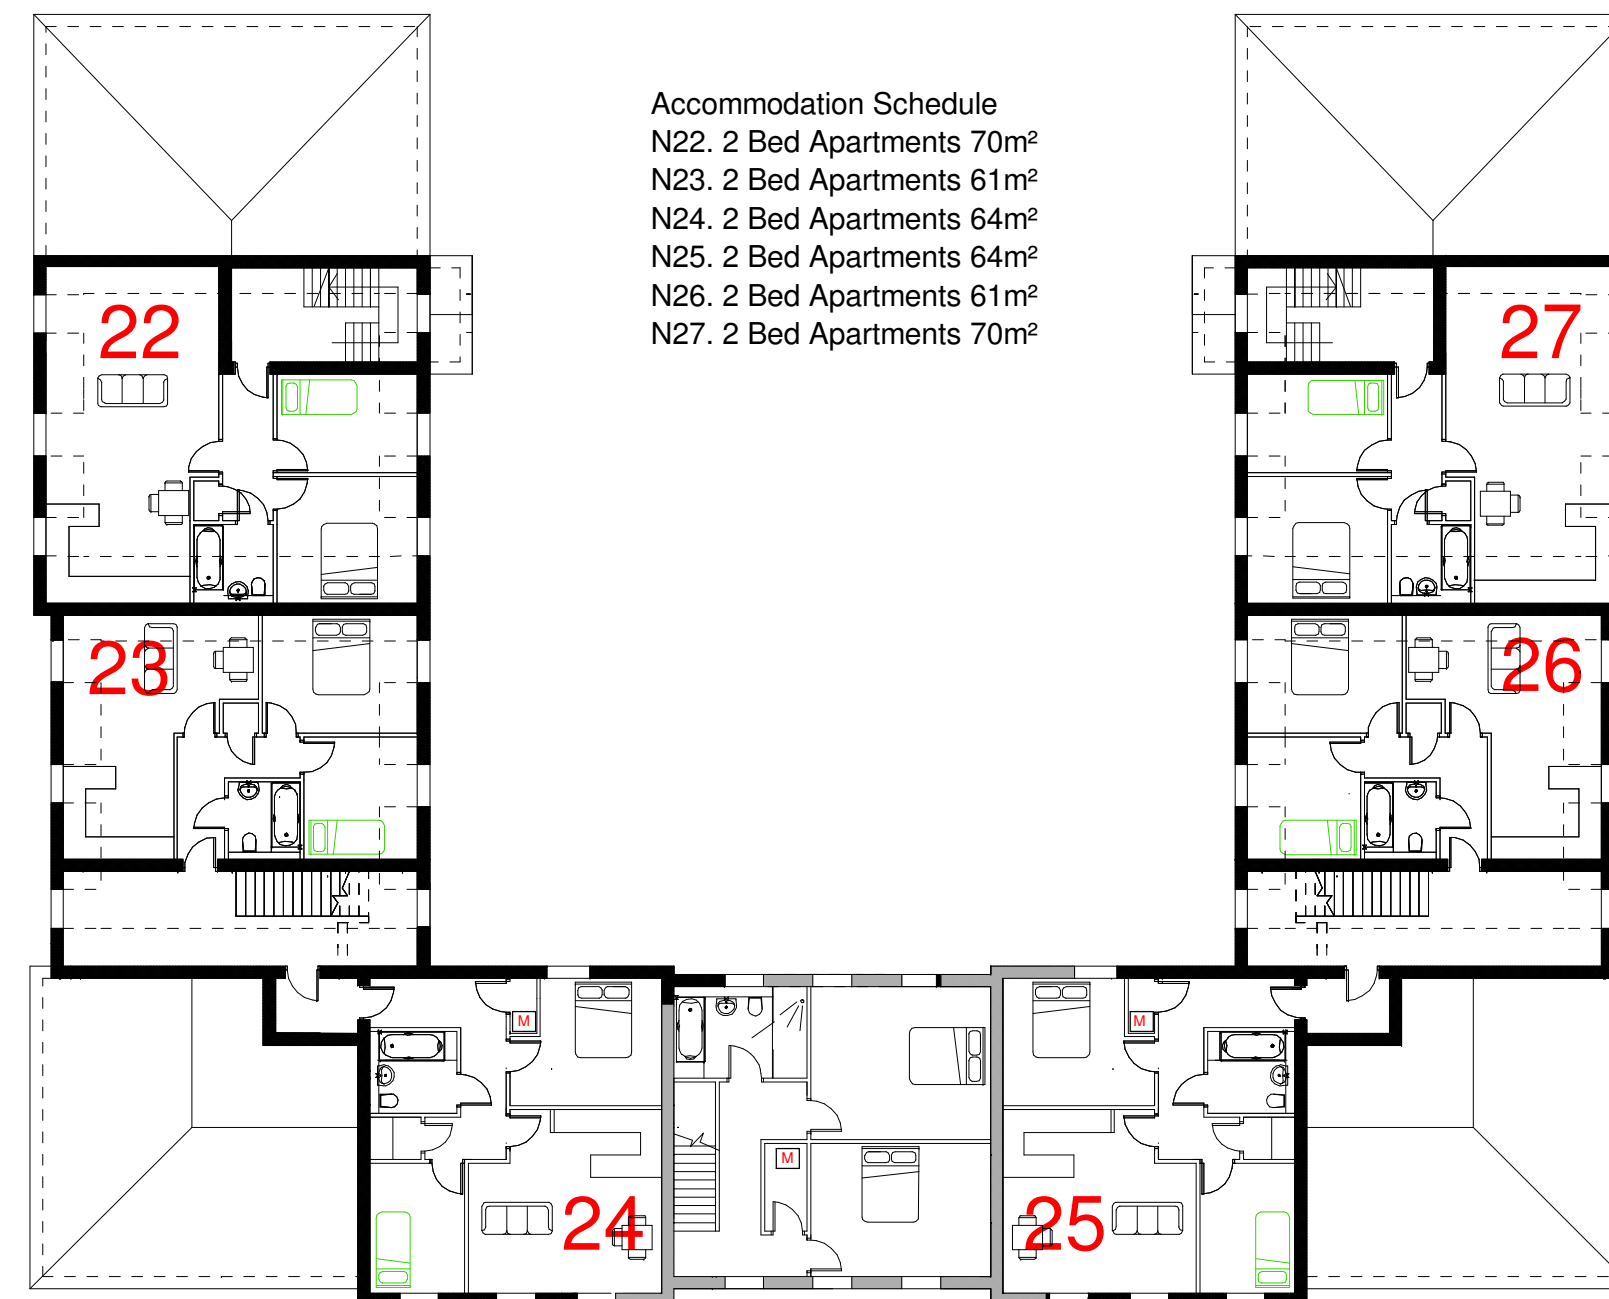 Accommodation Schedule
N22. 2 Bed Apartments 70m²
N23. 2 Bed Apartments 61m²
N24. 2 Bed Apartments 64m²
N25. 2 Bed Apartments 64m²
N26. 2 Bed Apartments 61m²
N27. 2 Bed Apartments 70m²
22
27
23
26
M
M
M
24
25